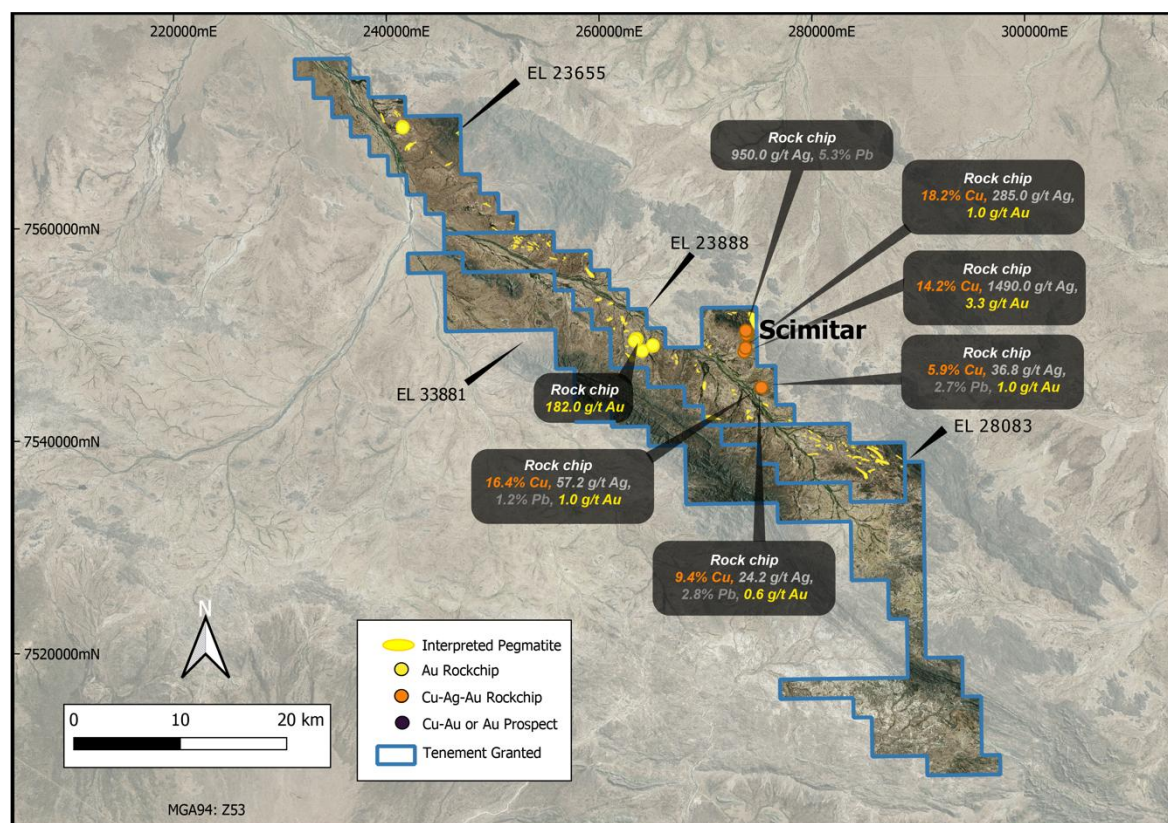 220000mE
240000mE
260000mE
280000mE
300000mE
EL 23655
Rock chip
950.0 g/t Ag, 5.3% Pb
Rock chip
18.2% Cu, 285.0 g/t Ag,
1.0 g/t Au
7560000mN
EL 23888
Rock chip
14.2% Cu, 1490.0 g/t Ag,
3.3 g/t Au
Scimitar
Rock chip
5.9% Cu, 36.8 g/t Ag,
2.7% Pb, 1.0 g/t Au
EL 33881
Rock chip
182.0 g/t Au
EL 28083
7540000mN
Rock chip
16.4% Cu, 57.2 g/t Ag,
1.2% Pb, 1.0 g/t Au
Rock chip
9.4% Cu, 24.2 g/t Ag,
2.8% Pb, 0.6 g/t Au
N
7520000mN
Interpreted Pegmatite
Au Rockchip
Cu-Ag-Au Rockchip
Cu-Au or Au Prospect
Tenement Granted
0 10 20 km
MGA94: Z53